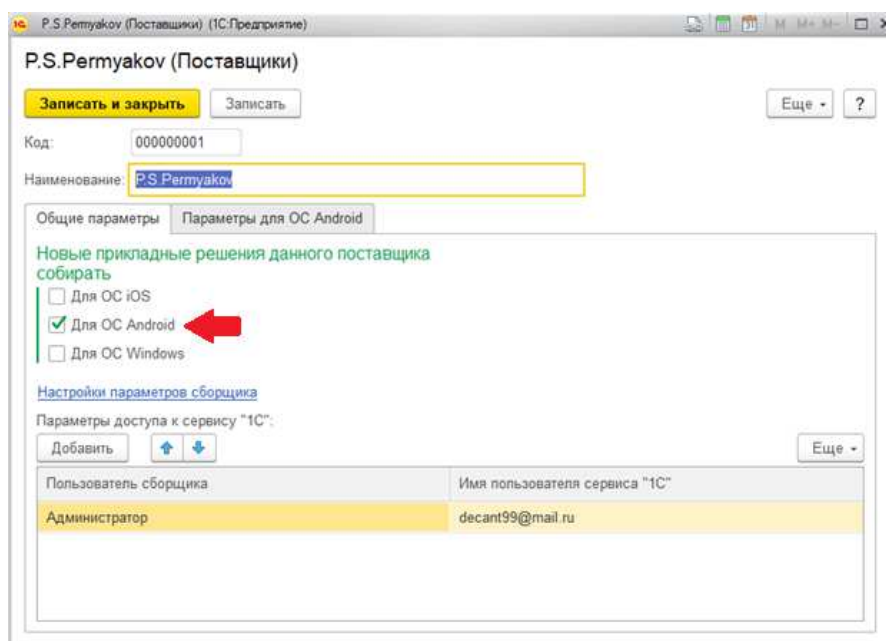 P.S.Permyakov (Поставщики) (1С:Предприятие)
M M+ M-
P.S.Permyakov (Поставщики)
Записать и закрыть Записать Еще ?
Код: 000000001
Наименование: P.S.Permyakov
Общие параметры Параметры для ОС Android
Новые прикладные решения данного поставщика
собирать
Для ОС iOS
Для ОС Android
Для ОС Windows
Настройки параметров сборщика
Параметры доступа к сервису "1С":
Добавить Еще
Пользователь сборщика Имя пользователя сервиса "1С"
Администратор decant99@mail.ru